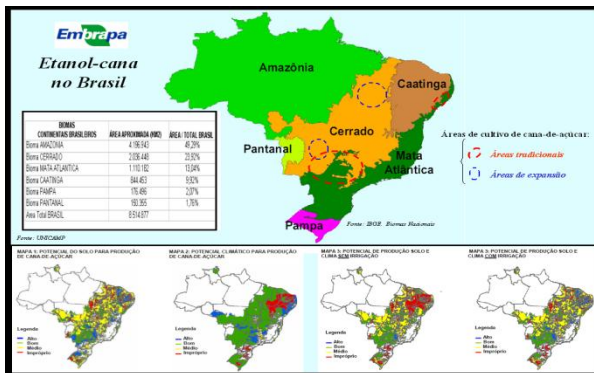 Embrapa
Etanol-cana
no Brasil
BIOMAS
CONTINENTAIS BRASILEIROS ÁREA APROXIMADA (KM2) ÁREA / TOTAL BRASIL
Bioma AMAZÔNIA 4.196.943 49,29%
Bioma CERRADO 2.036.448 23,92%
Bioma MATA ATLÂNTICA 1.110.182 13,04%
Bioma CAATINGA 844.453 9,92%
Bioma PAMPA 176.496 2,07%
Bioma PANTANAL 150.355 1,76%
Área Total BRASIL 8.514.877
Fonte: UNICAMP
Amazônia
Caatinga
Cerrado
Pantanal
Mata
Atlântica
Pampa
Fonte: IBGE. Biomas Nacionais
Áreas de cultivo de cana-de-açúcar:
Áreas tradicionais
Áreas de expansão
MAPA 1: POTENCIAL DO SOLO PARA PRODUÇÃO
DE CANA-DE-AÇÚCAR
Legenda
Alto
Bom
Médio
Impróprio
MAPA 2: POTENCIAL CLIMÁTICO PARA
PRODUÇÃO DE CANA-DE-AÇÚCAR
Legenda
Alto
Bom
Médio
Impróprio
MAPA 3: POTENCIAL DE PRODUÇÃO SOLO E
CLIMA SEM IRRIGAÇÃO
Legenda
Alto
Bom
Médio
Impróprio
MAPA 3: POTENCIAL DE PRODUÇÃO SOLO E
CLIMA COM IRRIGAÇÃO
Legenda
Alto
Bom
Médio
Impróprio